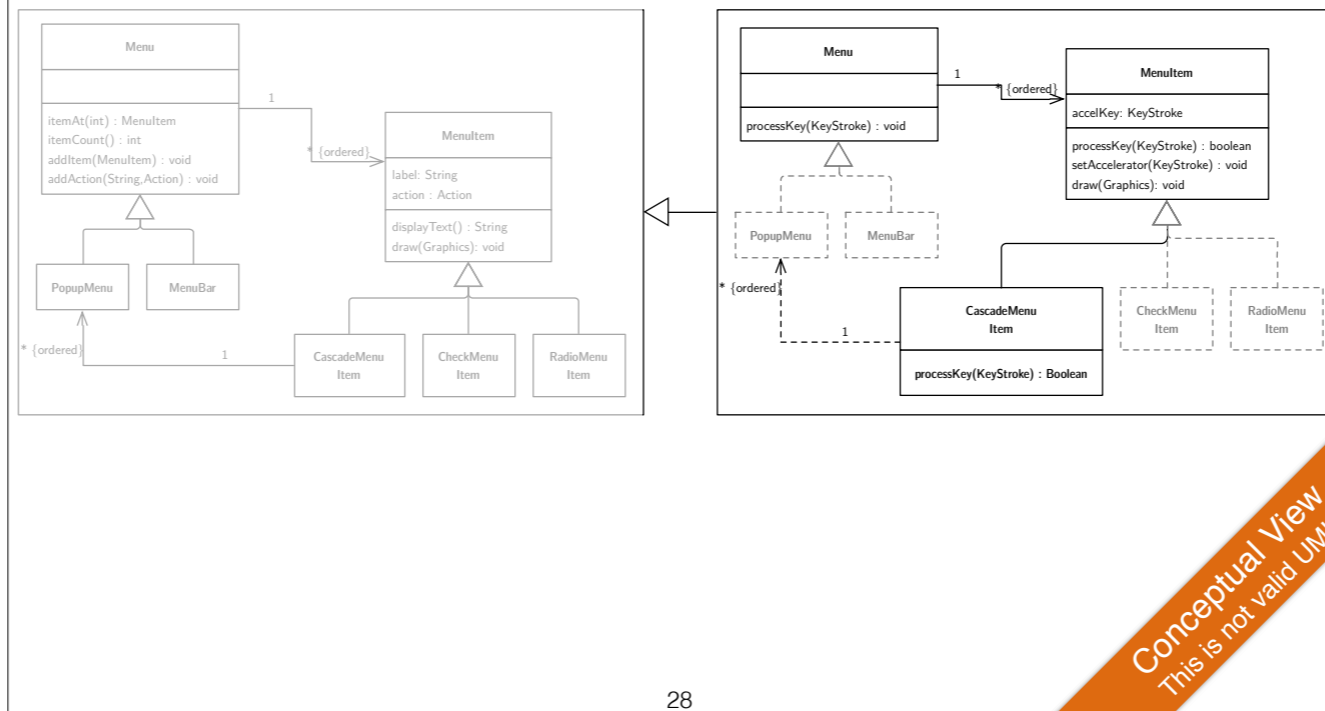 Menu
itemAt(int) : MenuItem
itemCount() : int
addItem(MenuItem) : void
addAction(String,Action) : void
1
* {ordered}
MenuItem
label: String
action : Action
displayText() : String
draw(Graphics): void
PopupMenu
MenuBar
* {ordered}
1
CascadeMenu
Item
CheckMenu
Item
RadioMenu
Item
Menu
processKey(KeyStroke) : void
1
* {ordered}
MenuItem
accelKey: KeyStroke
processKey(KeyStroke) : boolean
setAccelerator(KeyStroke) : void
draw(Graphics): void
PopupMenu
MenuBar
* {ordered}
1
CascadeMenu
Item
processKey(KeyStroke) : Boolean
CheckMenu
Item
RadioMenu
Item
Conceptual View
This is not valid UML
28